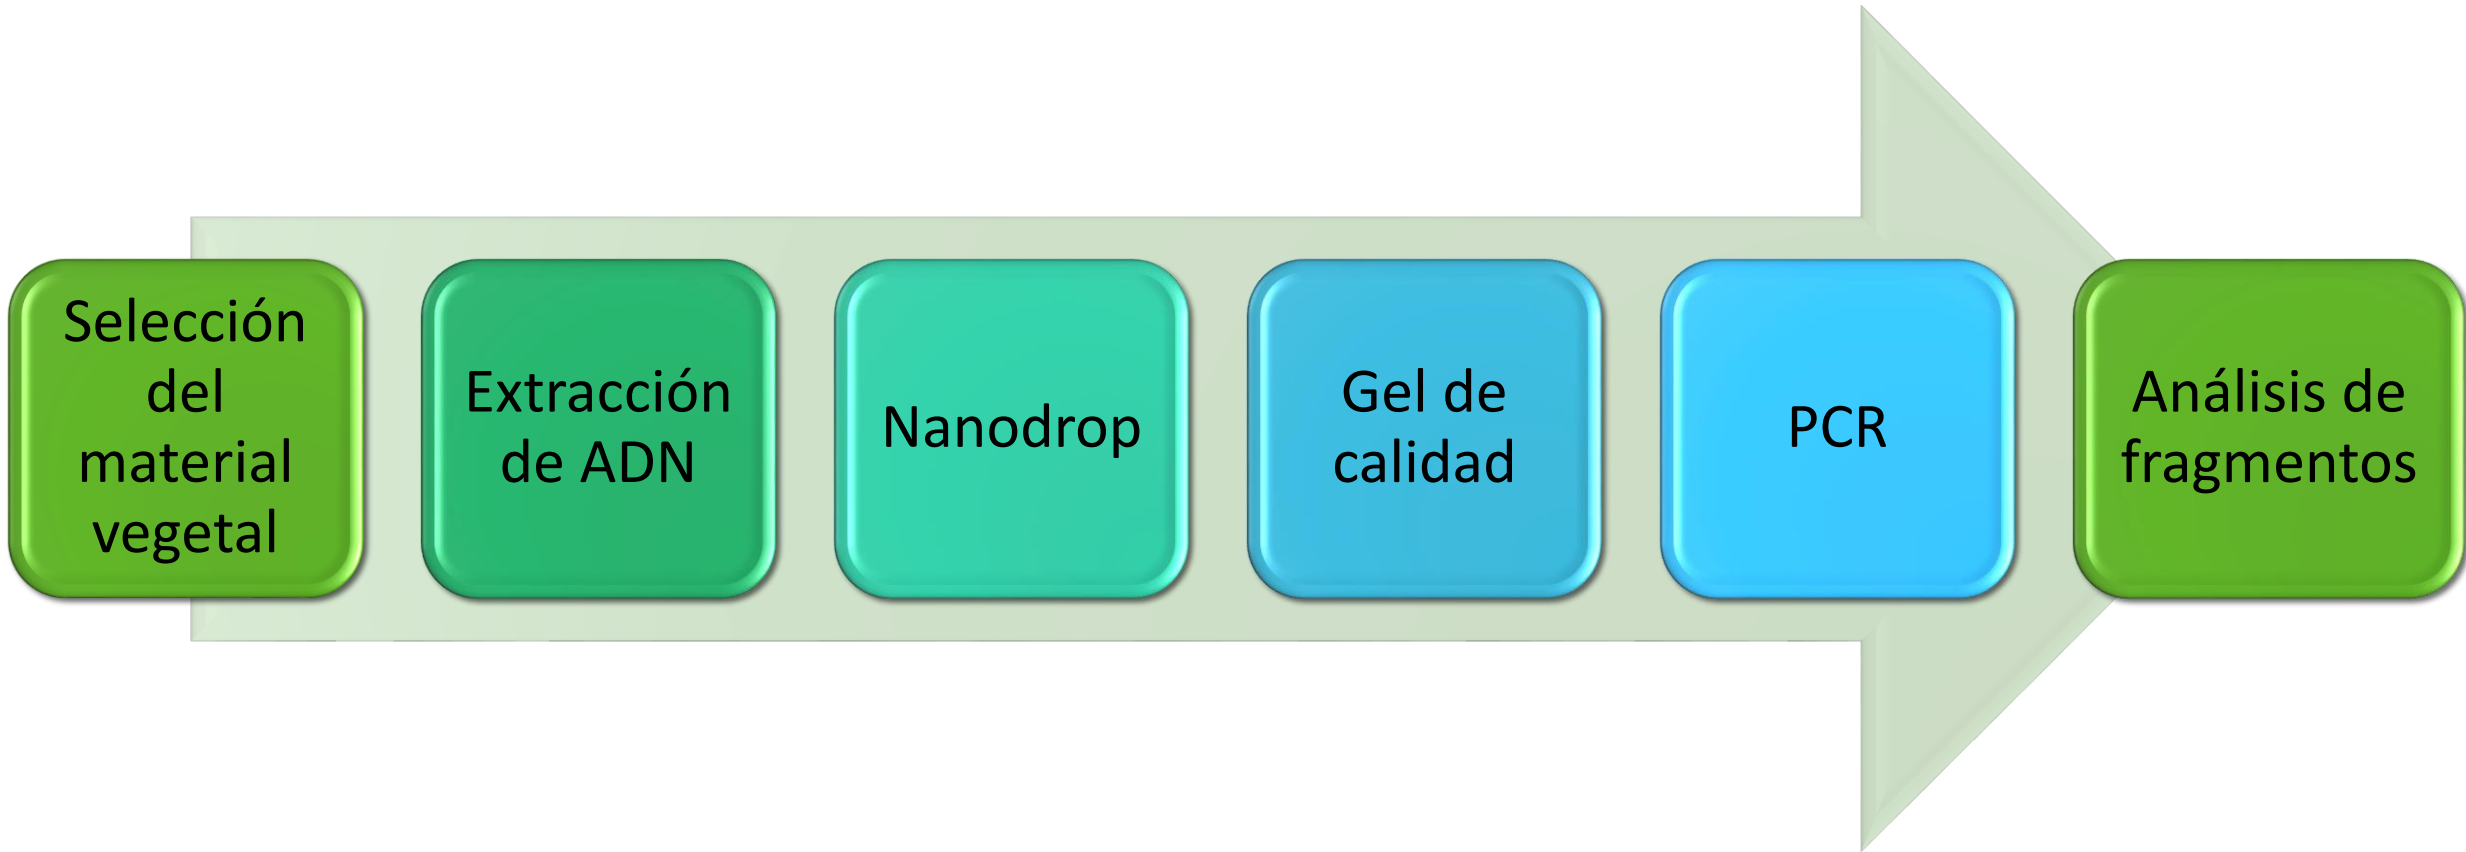 Selección
del
material
vegetal
Extracción
de ADN
Nanodrop
Gel de
calidad
PCR
Análisis de
fragmentos